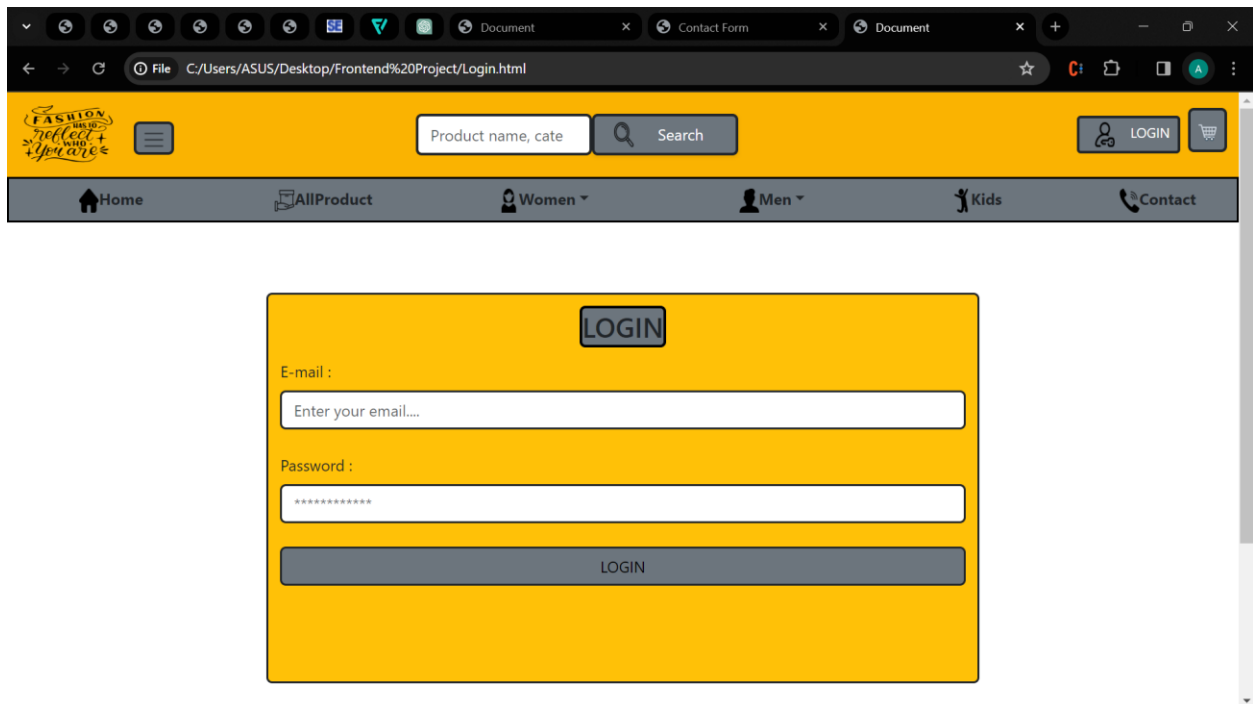 SE
Document
Contact Form
Document
File C:/Users/ASUS/Desktop/Frontend%20Project/Login.html
A
FASHION
HAS TO
reflect
WHO
You are
Product name, cate
Search
LOGIN
Home
AllProduct
Women
Men
Kids
Contact
LOGIN
E-mail :
Enter your email....
Password :
************
LOGIN